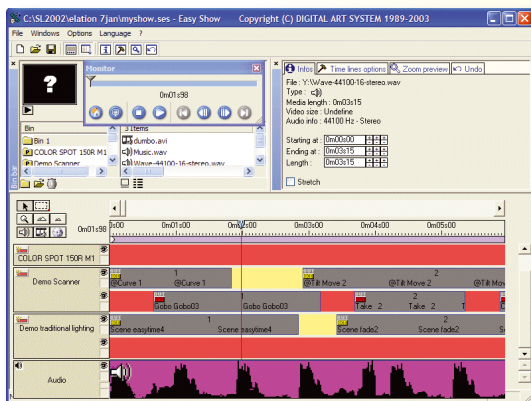 C:\SL2002\elation 7jan\myshow.ses - Easy Show Copyright (C) DIGITAL ART SYSTEM 1989-2003
File Windows Options Language ?
Monitor
0m01s98
?
Bin
Bin 1
COLOR SPOT 150R M1
Demo Scanner
3 Items
dumbo.avi
Music.wav
Wave-44100-16-stereo.wav
Infos Time lines options Zoom preview Undo
File : Y:\Wave-44100-16-stereo.wav
Type :
Media length : 0m03s15
Video size : Undefine
Audio info : 44100 Hz - Stereo
Starting at : 0m00s00
Ending at : 0m03s15
Length : 0m03s15
Stretch
0m01s98
0s00 0m01s00 0m02s00 0m03s00 0m04s00 0m05s00
COLOR SPOT 150R M1
Demo Scanner
1 2
@Curve 1 @Curve 1 @Tilt Move 2 @Tilt Move 2
1 2
Gobo Gobo03 Gobo Gobo03 Take 2 Take 2 T
Demo traditional lighting
1 2
Scene easytime4 Scene easytime4 Scene fade2 Scene fade2
Audio